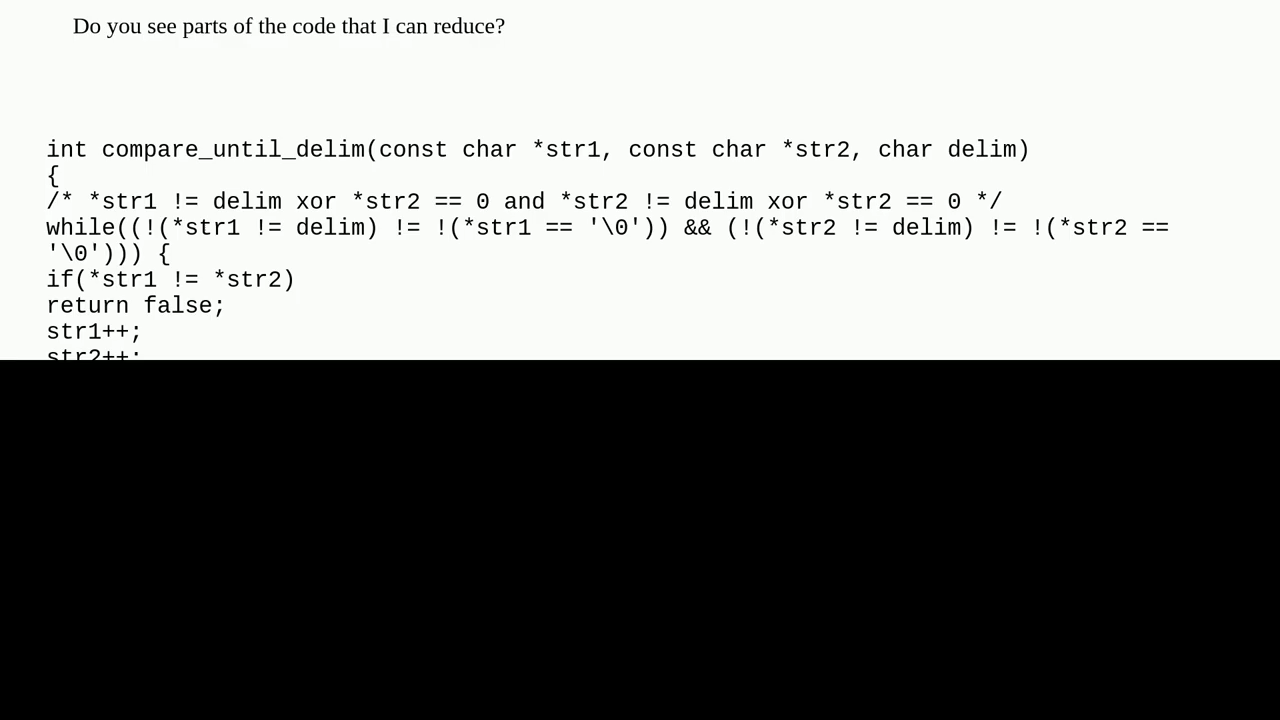 Do you see parts of the code that I can reduce?
int compare_until_delim(const char *str1, const char *str2, char delim)
{
/* *str1 != delim xor *str2 == 0 and *str2 != delim xor *str2 == 0 */
while((!(*str1 != delim) != !(*str1 == '\0')) && (!(*str2 != delim) != !(*str2 ==
'\0'))) {
if(*str1 != *str2)
return false;
str1++;
str2++;